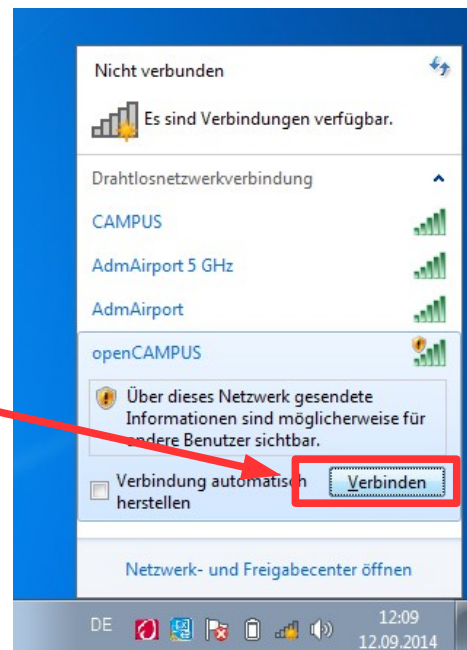 Nicht verbunden
Es sind Verbindungen verfügbar.
Drahtlosnetzwerkverbindung
CAMPUS
AdmAirport 5 GHz
AdmAirport
openCAMPUS
Über dieses Netzwerk gesendete
Informationen sind möglicherweise für
andere Benutzer sichtbar.
Verbindung automatisch
herstellen
Verbinden
Netzwerk- und Freigabecenter öffnen
DE
12:09
12.09.2014